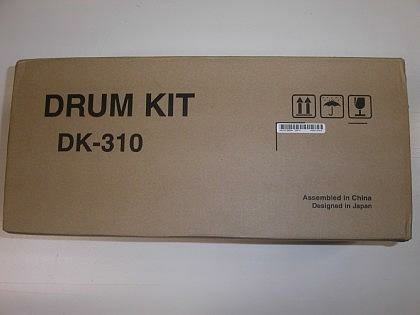 DRUM KIT
DK-310
Assembled in China
Designed in Japan